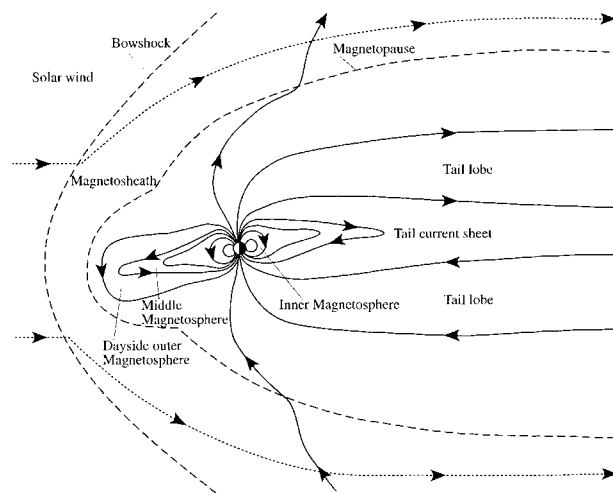 Bowshock
Magnetopause
Solar wind
Magnetosheath
Tail lobe
Tail current sheet
Inner Magnetosphere
Middle
Magnetosphere
Tail lobe
Dayside outer
Magnetosphere